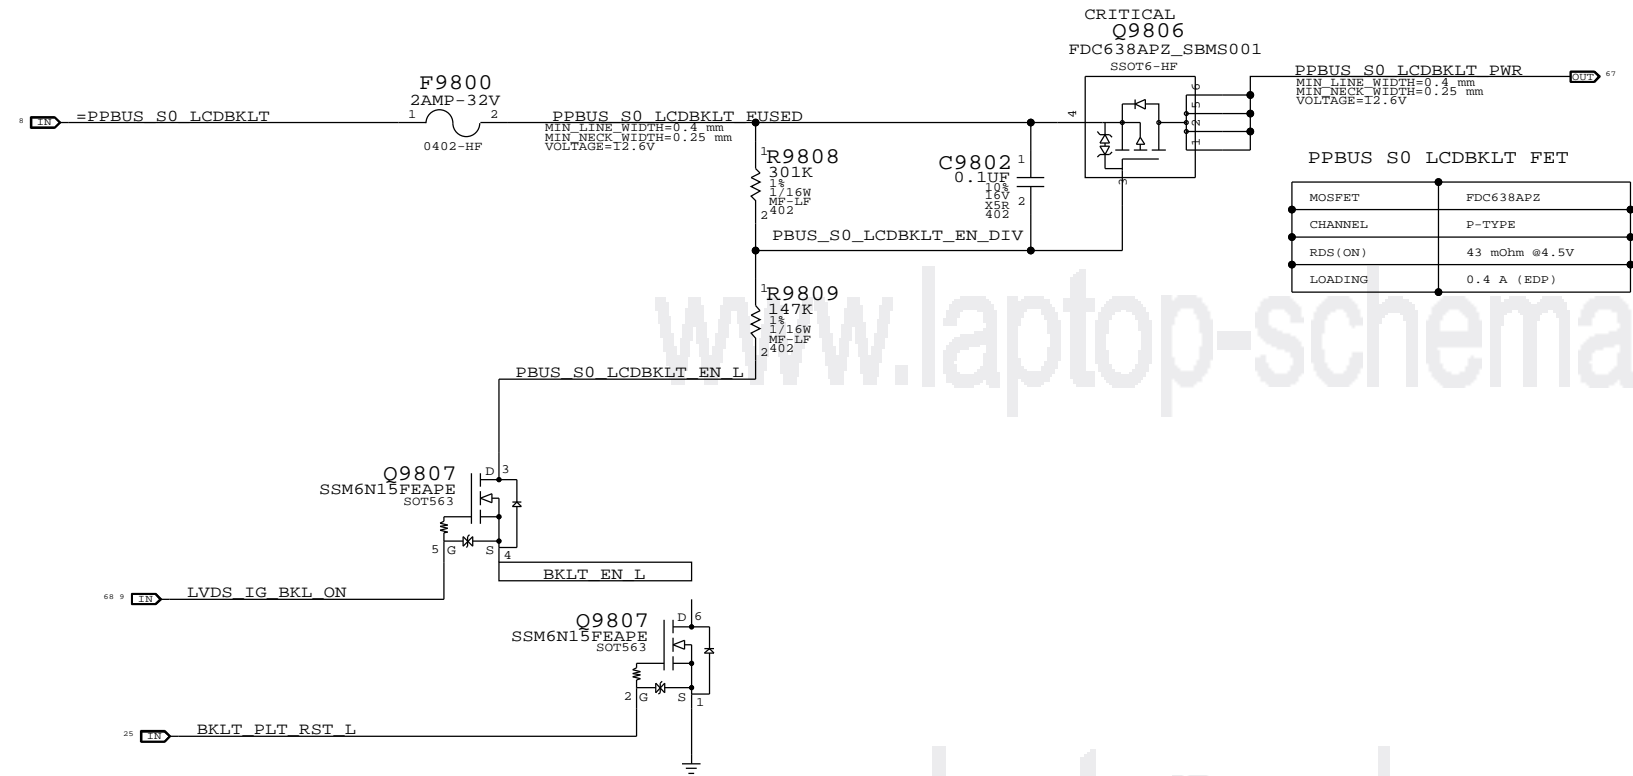 CRITICAL
Q9806
FDC638APZ_SBMS001
SSOT6-HF
F9800
2AMP-32V
1 2
0402-HF
8 IN =PPBUS_S0_LCDBKLT
PPBUS_S0_LCDBKLT_FUSED
MIN_LINE_WIDTH=0.4 mm
MIN_NECK_WIDTH=0.25 mm
VOLTAGE=12.6V
4
3
6
5
2
1
PPBUS_S0_LCDBKLT_PWR
MIN_LINE_WIDTH=0.4 mm
MIN_NECK_WIDTH=0.25 mm
VOLTAGE=12.6V
OUT 67
1
R9808
301K
1%
1/16W
MF-LF
402
2
C9802
0.1UF
10%
16V
X5R
402
1
2
PBUS_S0_LCDBKLT_EN_DIV
PPBUS S0 LCDBKLT FET
MOSFET FDC638APZ
CHANNEL P-TYPE
RDS(ON) 43 mOhm @4.5V
LOADING 0.4 A (EDP)
1
R9809
147K
1%
1/16W
MF-LF
402
2
www.laptop-schema
PBUS_S0_LCDBKLT_EN_L
Q9807
SSM6N15FEAPE
SOT563
D 3
5 G S 4
BKLT_EN_L
68 9 IN LVDS_IG_BKL_ON
Q9807
SSM6N15FEAPE
SOT563
D 6
2 G S 1
25 IN BKLT_PLT_RST_L